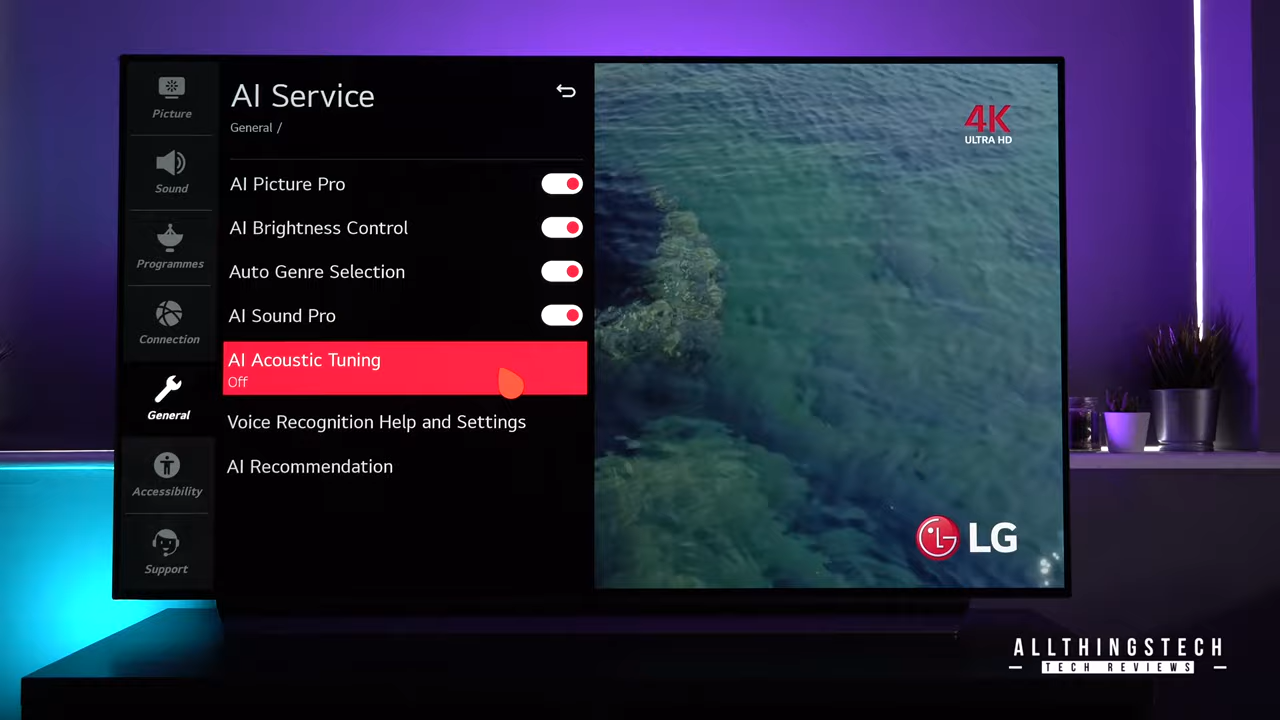 Picture
Sound
Programmes
Connection
General
Accessibility
Support
AI Service
General /
AI Picture Pro
AI Brightness Control
Auto Genre Selection
AI Sound Pro
AI Acoustic Tuning
Off
Voice Recognition Help and Settings
AI Recommendation
4K
ULTRA HD
LG
ALLTHINGSTECH
TECH REVIEWS